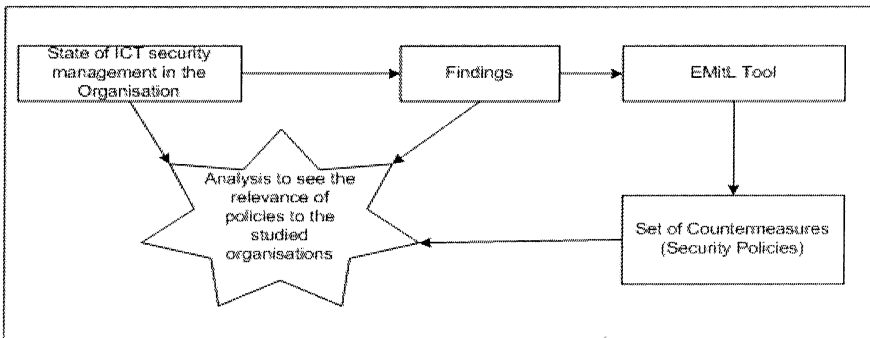 State of ICT security
management in the
Organisation
Findings
EMitL Tool
Analysis to see the
relevance of
policies to the
studied
organisations
Set of Countermeasures
(Security Policies)